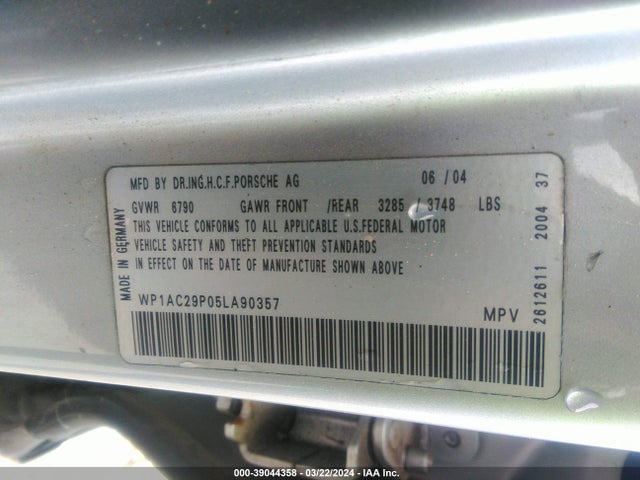 MFD BY DR.ING.H.C.F.PORSCHE AG 06 / 04
GVWR 6790 GAWR FRONT /REAR 3285 / 3748 LBS
THIS VEHICLE CONFORMS TO ALL APPLICABLE U.S.FEDERAL MOTOR
VEHICLE SAFETY AND THEFT PREVENTION STANDARDS
IN EFFECT ON THE DATE OF MANUFACTURE SHOWN ABOVE
WP1AC29P05LA90357
MPV
MADE IN GERMANY
2612611 2004 37
000-39044358 - 03/22/2024 - IAA Inc.